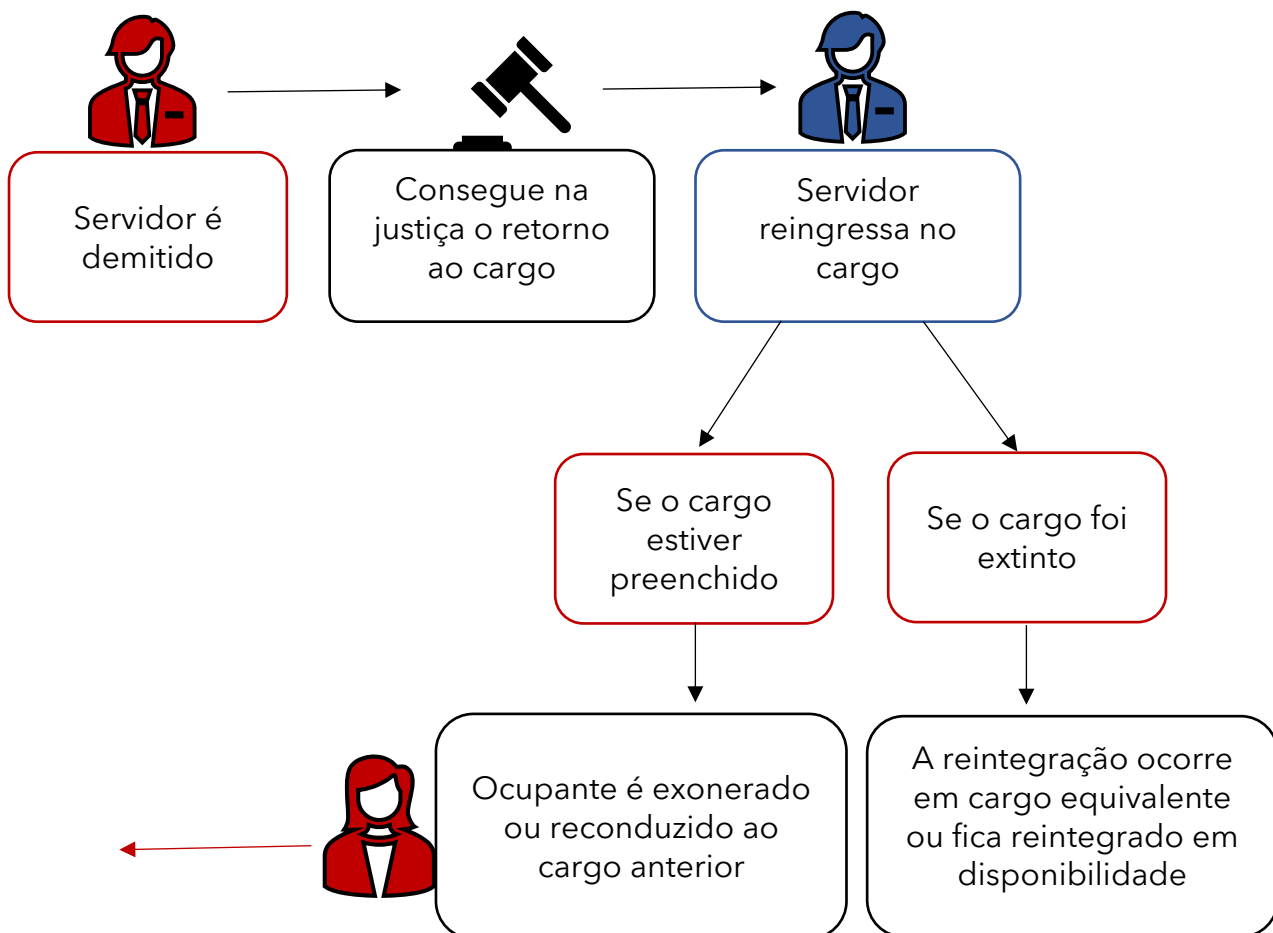 Servidor é
demitido
Consegue na
justiça o retorno
ao cargo
Servidor
reingressa no
cargo
Se o cargo
estiver
preenchido
Se o cargo foi
extinto
Ocupante é exonerado
ou reconduzido ao
cargo anterior
A reintegração ocorre
em cargo equivalente
ou fica reintegrado em
disponibilidade